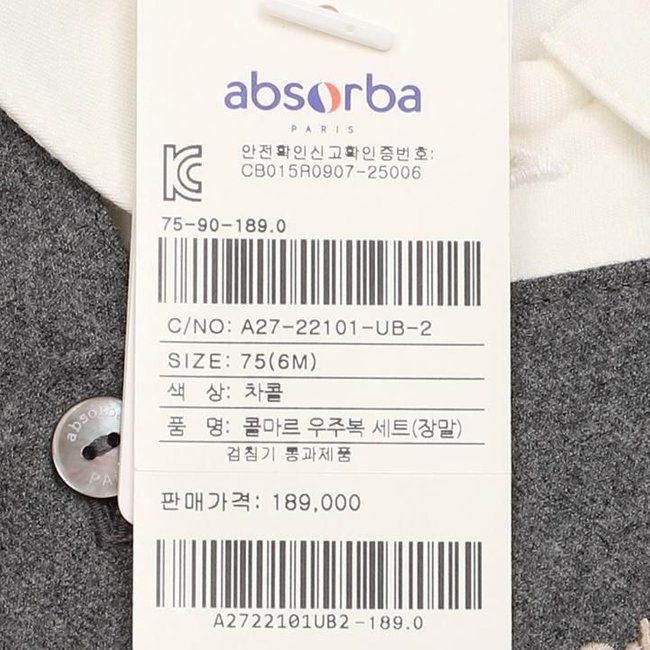 absorba
PARIS
안전확인신고확인증번호:
CB015R0907-25006
75-90-189.0
C/NO: A27-22101-UB-2
SIZE: 75(6M)
색 상: 차콜
품 명: 콜마르 우주복 세트(장말)
검침기 통과제품
판매가격: 189,000
A2722101UB2-189.0
absor
PA